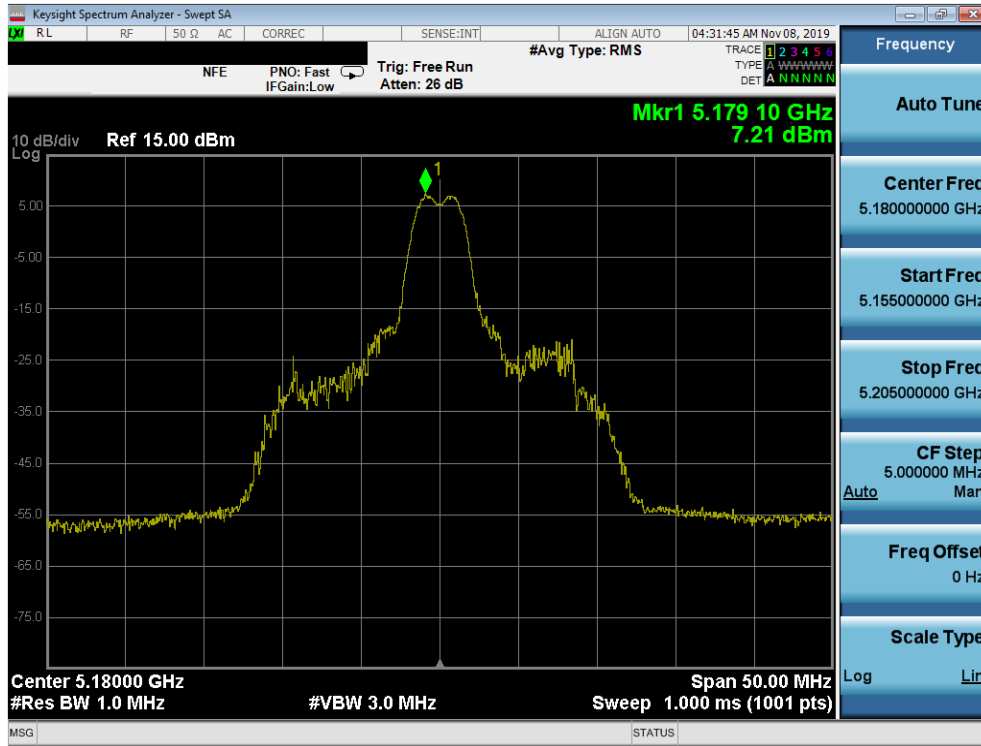 Keysight Spectrum Analyzer - Swept SA
LXI RL RF 50 Ω AC CORREC SENSE:INT ALIGN AUTO 04:31:45 AM Nov 08, 2019
#Avg Type: RMS TRACE 1 2 3 4 5 6
NFE PNO: Fast Trig: Free Run TYPE A WWWWW
IFGain:Low Atten: 26 dB DET A N N N N N
Mkr1 5.179 10 GHz
7.21 dBm
10 dB/div Ref 15.00 dBm
Log
1
5.00
-5.00
-15.0
-25.0
-35.0
-45.0
-55.0
-65.0
-75.0
Center 5.18000 GHz Span 50.00 MHz
#Res BW 1.0 MHz #VBW 3.0 MHz Sweep 1.000 ms (1001 pts)
MSG STATUS
Frequency
Auto Tune
Center Freq
5.180000000 GHz
Start Freq
5.155000000 GHz
Stop Freq
5.205000000 GHz
CF Step
5.000000 MHz
Auto Man
Freq Offset
0 Hz
Scale Type
Log Lin